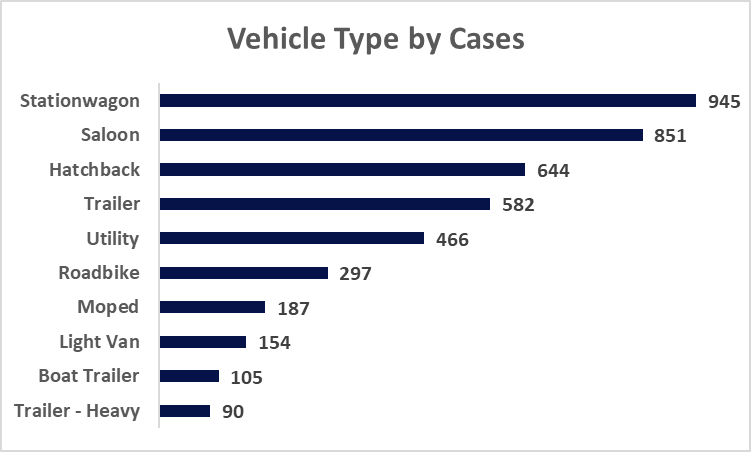 Vehicle Type by Cases
Stationwagon 945
Saloon 851
Hatchback 644
Trailer 582
Utility 466
Roadbike 297
Moped 187
Light Van 154
Boat Trailer 105
Trailer - Heavy 90